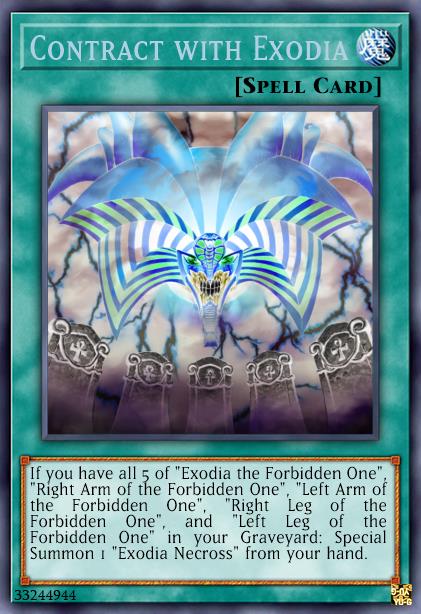 CONTRACT WITH EXODIA 魔
[SPELL CARD]
If you have all 5 of "Exodia the Forbidden One",
"Right Arm of the Forbidden One", "Left Arm of
the Forbidden One", "Right Leg of the
Forbidden One", and "Left Leg of the
Forbidden One" in your Graveyard: Special
Summon 1 "Exodia Necross" from your hand.
33244944